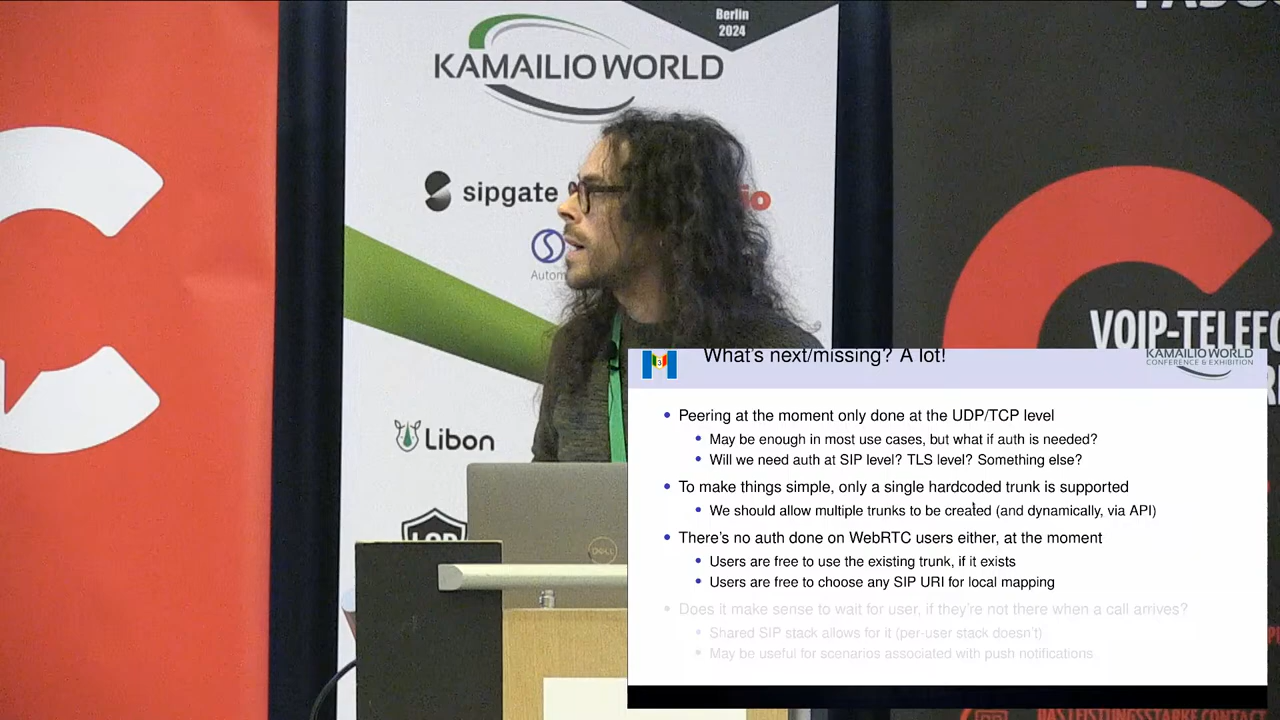 Berlin
2024
KAMAILIO WORLD
sipgate
Autom
Libon
DELL
VOIP-TELEFO
What's next/missing? A lot!
KAMAILIO WORLD
CONFERENCE & EXHIBITION
• Peering at the moment only done at the UDP/TCP level
• May be enough in most use cases, but what if auth is needed?
• Will we need auth at SIP level? TLS level? Something else?
• To make things simple, only a single hardcoded trunk is supported
• We should allow multiple trunks to be created (and dynamically, via API)
• There's no auth done on WebRTC users either, at the moment
• Users are free to use the existing trunk, if it exists
• Users are free to choose any SIP URI for local mapping
• Does it make sense to wait for user, if they're not there when a call arrives?
• Shared SIP stack allows for it (per-user stack doesn't)
• May be useful for scenarios associated with push notifications
DAS LEISTUNGSSTARKE CONTACT